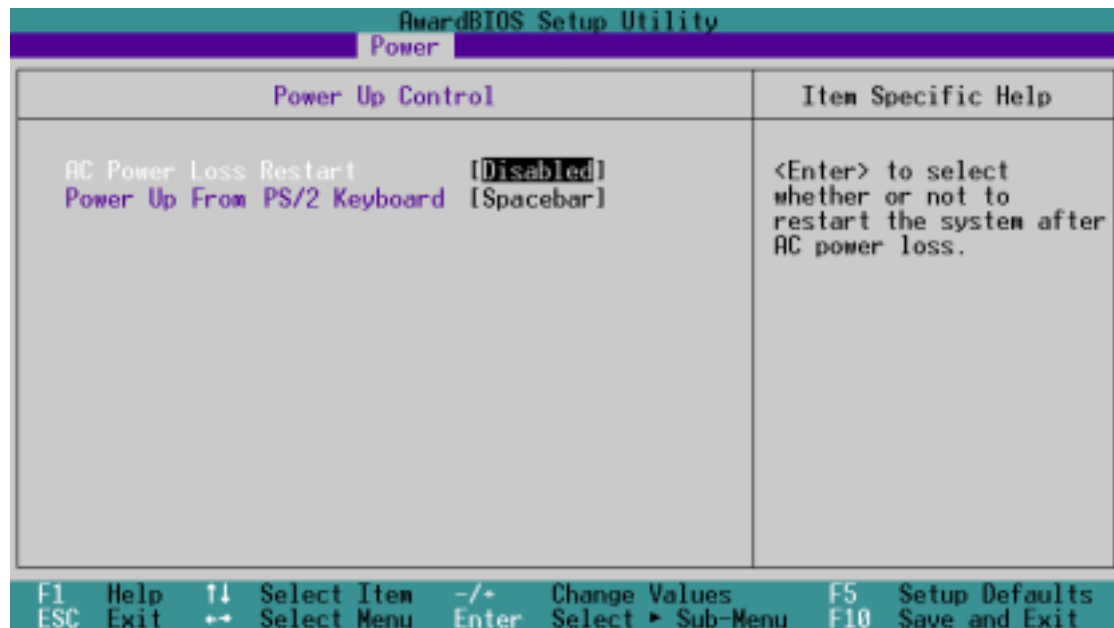 AwardBIOS Setup Utility
Power
Power Up Control
Item Specific Help
AC Power Loss Restart [Disabled]
Power Up From PS/2 Keyboard [Spacebar]
<Enter> to select
whether or not to
restart the system after
AC power loss.
F1 Help ↑↓ Select Item -/+ Change Values F5 Setup Defaults
ESC Exit ←→ Select Menu Enter Select ► Sub-Menu F10 Save and Exit